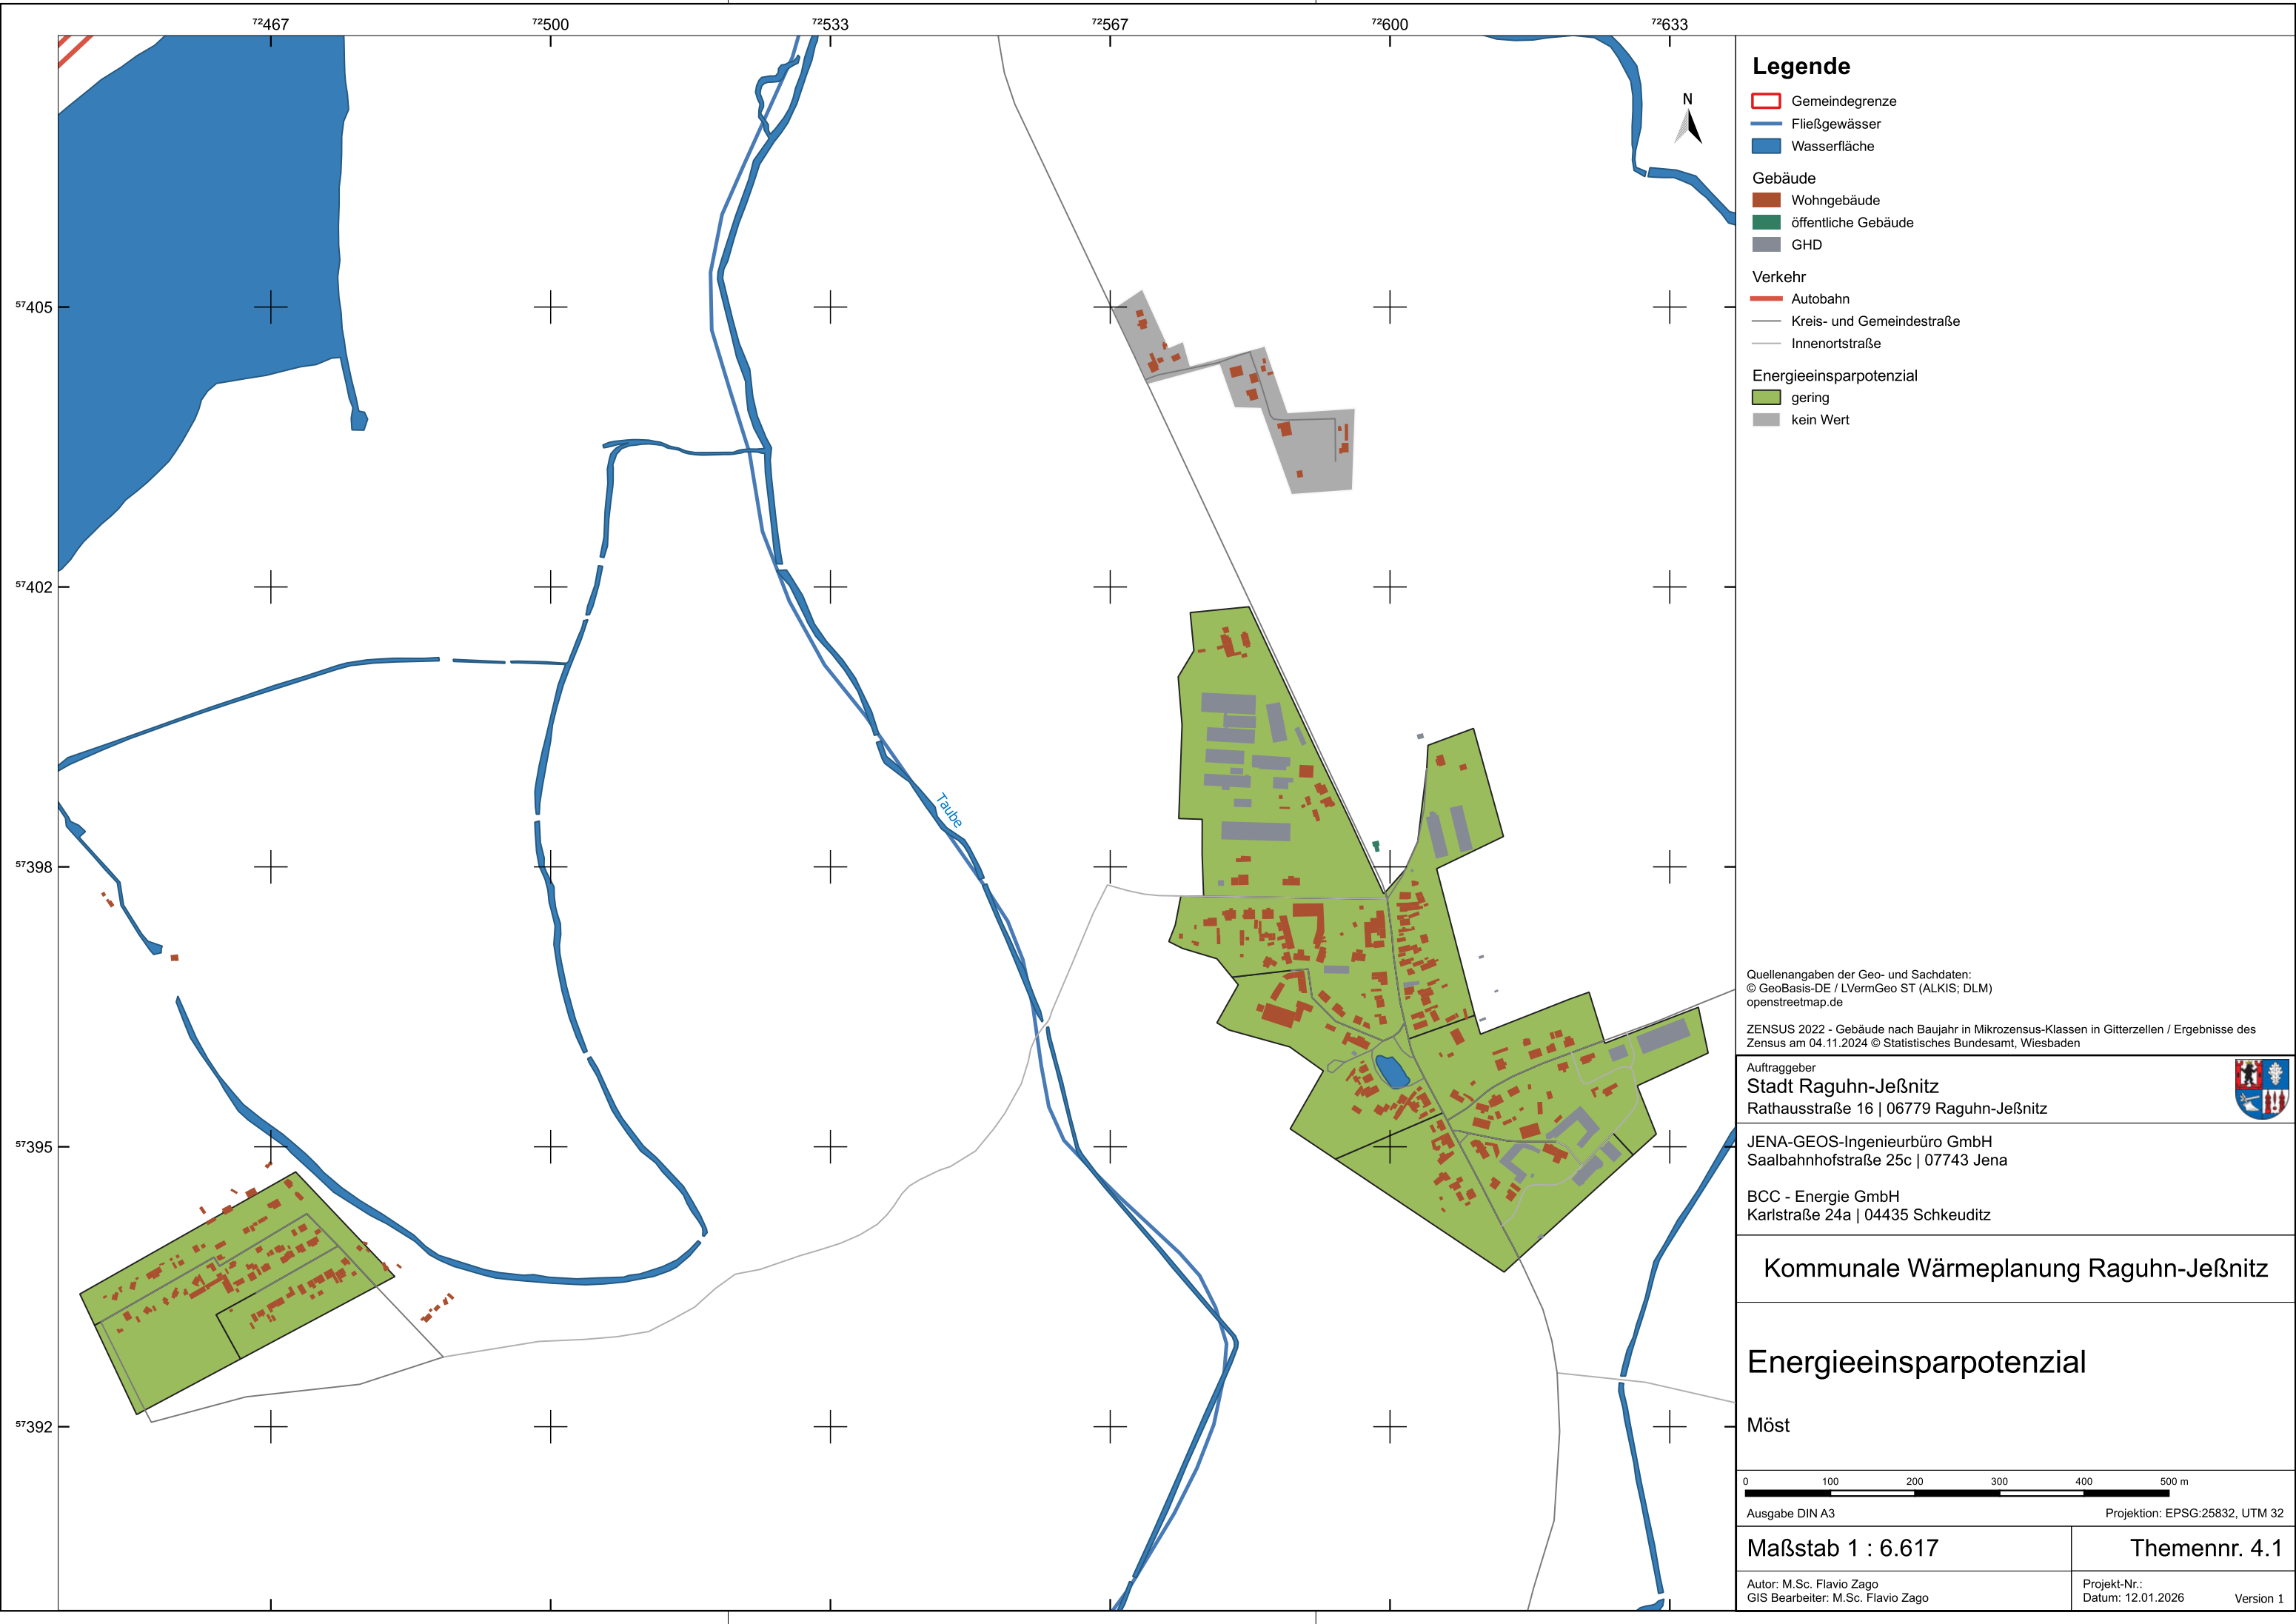 72467 72500 72533 72567 72600 72633
57405
57402
57398
57395
57392
N
Taube
Legende
Gemeindegrenze
Fließgewässer
Wasserfläche
Gebäude
Wohngebäude
öffentliche Gebäude
GHD
Verkehr
Autobahn
Kreis- und Gemeindestraße
Innenortstraße
Energieeinsparpotenzial
gering
kein Wert
Quellenangaben der Geo- und Sachdaten:
© GeoBasis-DE / LVermGeo ST (ALKIS; DLM)
openstreetmap.de
ZENSUS 2022 - Gebäude nach Baujahr in Mikrozensus-Klassen in Gitterzellen / Ergebnisse des
Zensus am 04.11.2024 © Statistisches Bundesamt, Wiesbaden
Auftraggeber
Stadt Raguhn-Jeßnitz
Rathausstraße 16 | 06779 Raguhn-Jeßnitz
JENA-GEOS-Ingenieurbüro GmbH
Saalbahnhofstraße 25c | 07743 Jena
BCC - Energie GmbH
Karlstraße 24a | 04435 Schkeuditz
Kommunale Wärmeplanung Raguhn-Jeßnitz
Energieeinsparpotenzial
Möst
0 100 200 300 400 500 m
Ausgabe DIN A3 Projektion: EPSG:25832, UTM 32
Maßstab 1 : 6.617 Themennr. 4.1
Autor: M.Sc. Flavio Zago Projekt-Nr.:
GIS Bearbeiter: M.Sc. Flavio Zago Datum: 12.01.2026 Version 1